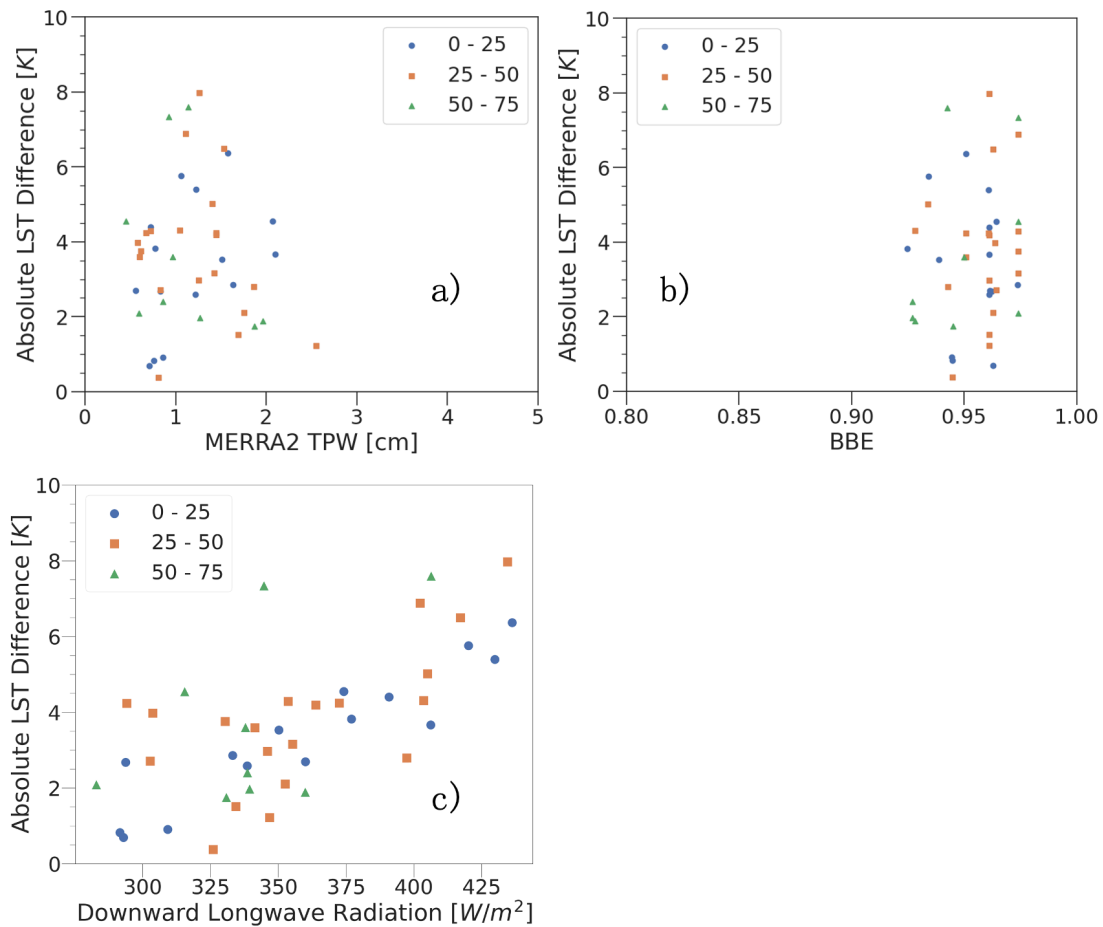 Absolute LST Difference [K]
10
8
6
4
2
0
0 - 25
25 - 50
50 - 75
a)
0 1 2 3 4 5
MERRA2 TPW [cm]
Absolute LST Difference [K]
10
8
6
4
2
0
0 - 25
25 - 50
50 - 75
b)
0.80 0.85 0.90 0.95 1.00
BBE
Absolute LST Difference [K]
10
8
6
4
2
0
0 - 25
25 - 50
50 - 75
c)
300 325 350 375 400 425
Downward Longwave Radiation [W/m²]